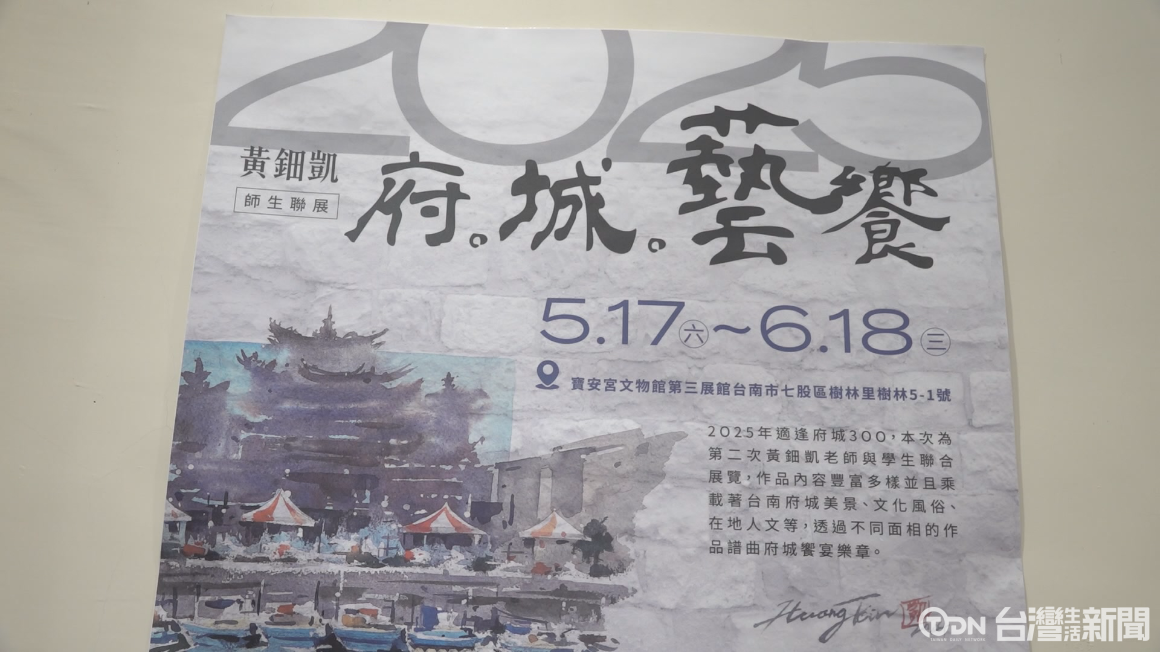 2025
黃鈿凱
師生聯展
府。城。藝饗
5.17㊅~6.18㊂
寶安宮文物館第三展館台南市七股區樹林里樹林5-1號
2025年適逢府城300，本次為
第二次黃鈿凱老師與學生聯合
展覽，作品內容豐富多樣並且乘
載著台南府城美景、文化風俗、
在地人文等，透過不同面相的作
品譜曲府城饗宴樂章。
TDN 台灣生活新聞